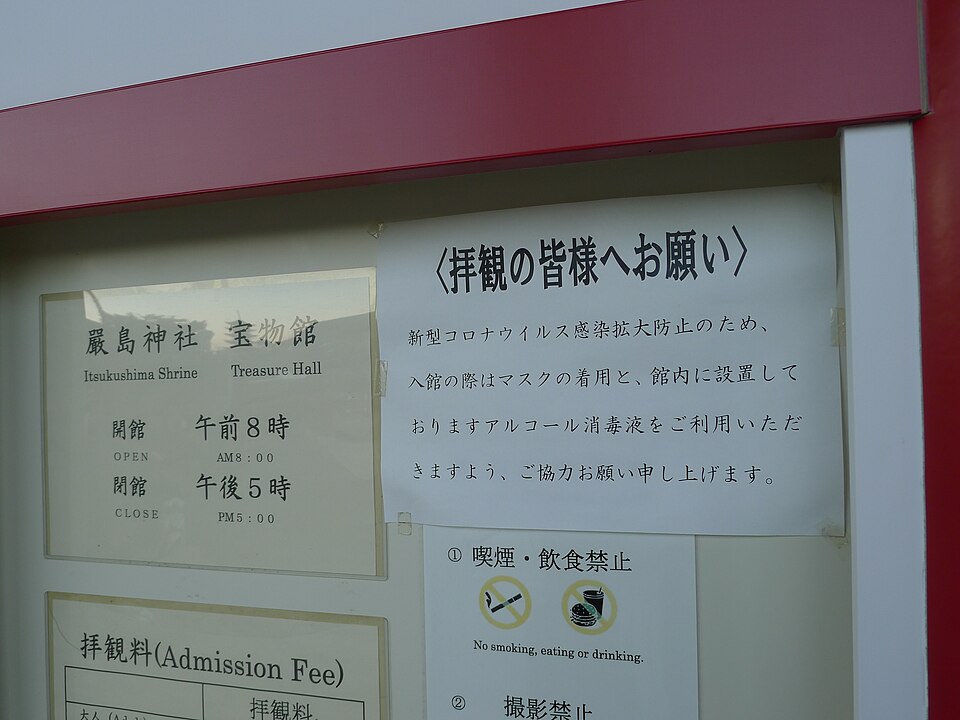 嚴島神社 宝物館
Itsukushima Shrine Treasure Hall
開館 午前8時
OPEN AM8:00
閉館 午後5時
CLOSE PM5:00
拝観料(Admission Fee)
拝観料
〈拝観の皆様へお願い〉
新型コロナウイルス感染拡大防止のため、
入館の際はマスクの着用と、館内に設置して
おりますアルコール消毒液をご利用いただ
きますよう、ご協力お願い申し上げます。
① 喫煙・飲食禁止
No smoking, eating or drinking.
② 撮影禁止